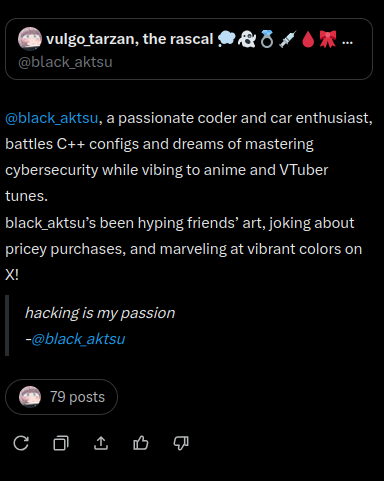 vulgo_tarzan, the rascal 💭👻💍💉🩸🎀 ...
@black_aktsu
@black_aktsu, a passionate coder and car enthusiast,
battles C++ configs and dreams of mastering
cybersecurity while vibing to anime and VTuber
tunes.
black_aktsu’s been hyping friends’ art, joking about
pricey purchases, and marveling at vibrant colors on
X!
hacking is my passion
-@black_aktsu
79 posts